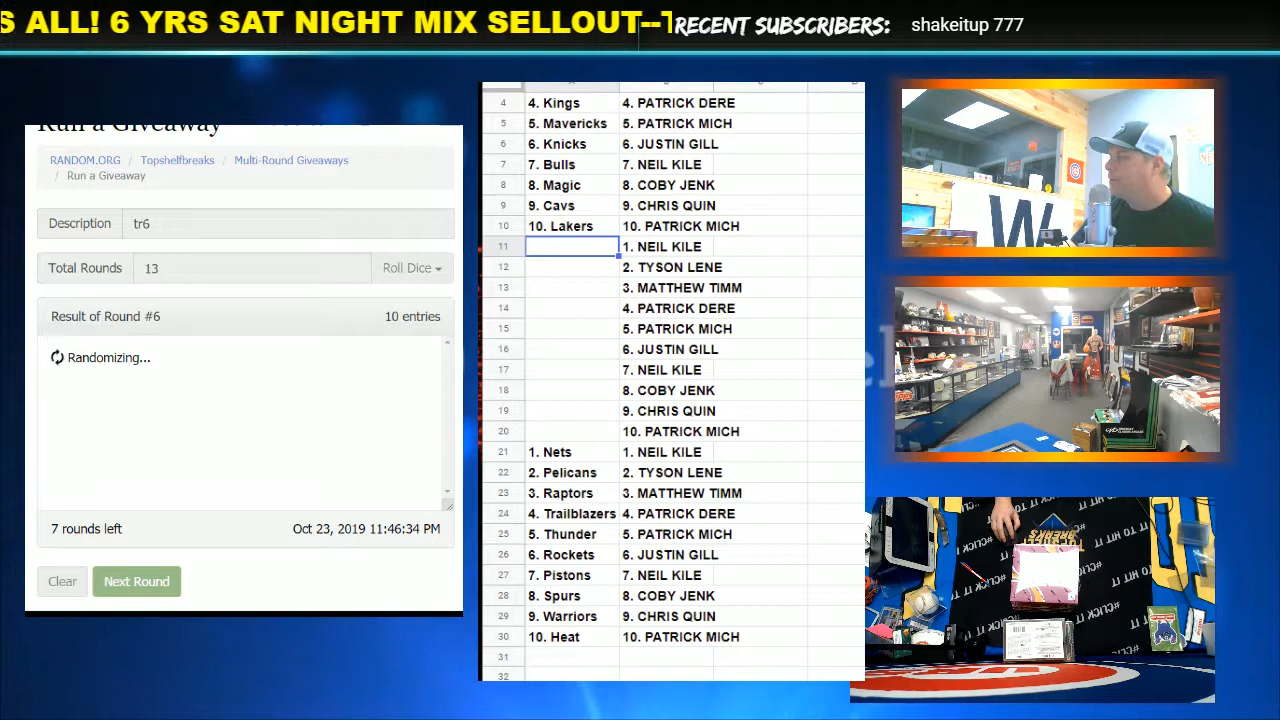 S ALL! 6 YRS SAT NIGHT MIX SELLOUT--T
RECENT SUBSCRIBERS: shakeitup 777
Run a Giveaway
RANDOM.ORG / Topshelfbreaks / Multi-Round Giveaways
/ Run a Giveaway
Description tr6
Total Rounds 13 Roll Dice
Result of Round #6 10 entries
Randomizing...
7 rounds left Oct 23, 2019 11:46:34 PM
Clear Next Round
4 4. Kings 4. PATRICK DERE
5 5. Mavericks 5. PATRICK MICH
6 6. Knicks 6. JUSTIN GILL
7 7. Bulls 7. NEIL KILE
8 8. Magic 8. COBY JENK
9 9. Cavs 9. CHRIS QUIN
10 10. Lakers 10. PATRICK MICH
11 1. NEIL KILE
12 2. TYSON LENE
13 3. MATTHEW TIMM
14 4. PATRICK DERE
15 5. PATRICK MICH
16 6. JUSTIN GILL
17 7. NEIL KILE
18 8. COBY JENK
19 9. CHRIS QUIN
20 10. PATRICK MICH
21 1. Nets 1. NEIL KILE
22 2. Pelicans 2. TYSON LENE
23 3. Raptors 3. MATTHEW TIMM
24 4. Trailblazers 4. PATRICK DERE
25 5. Thunder 5. PATRICK MICH
26 6. Rockets 6. JUSTIN GILL
27 7. Pistons 7. NEIL KILE
28 8. Spurs 8. COBY JENK
29 9. Warriors 9. CHRIS QUIN
30 10. Heat 10. PATRICK MICH
31
32
W
BREAKS
#CLICK IT